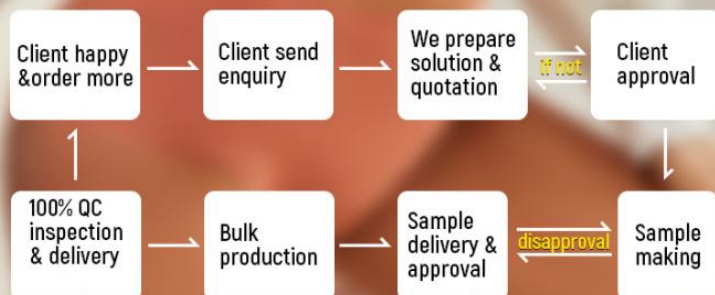 Client happy
&order more
Client send
enquiry
We prepare
solution &
quotation
if not
Client
approval
100% QC
inspection
& delivery
Bulk
production
Sample
delivery &
approval
disapproval
Sample
making